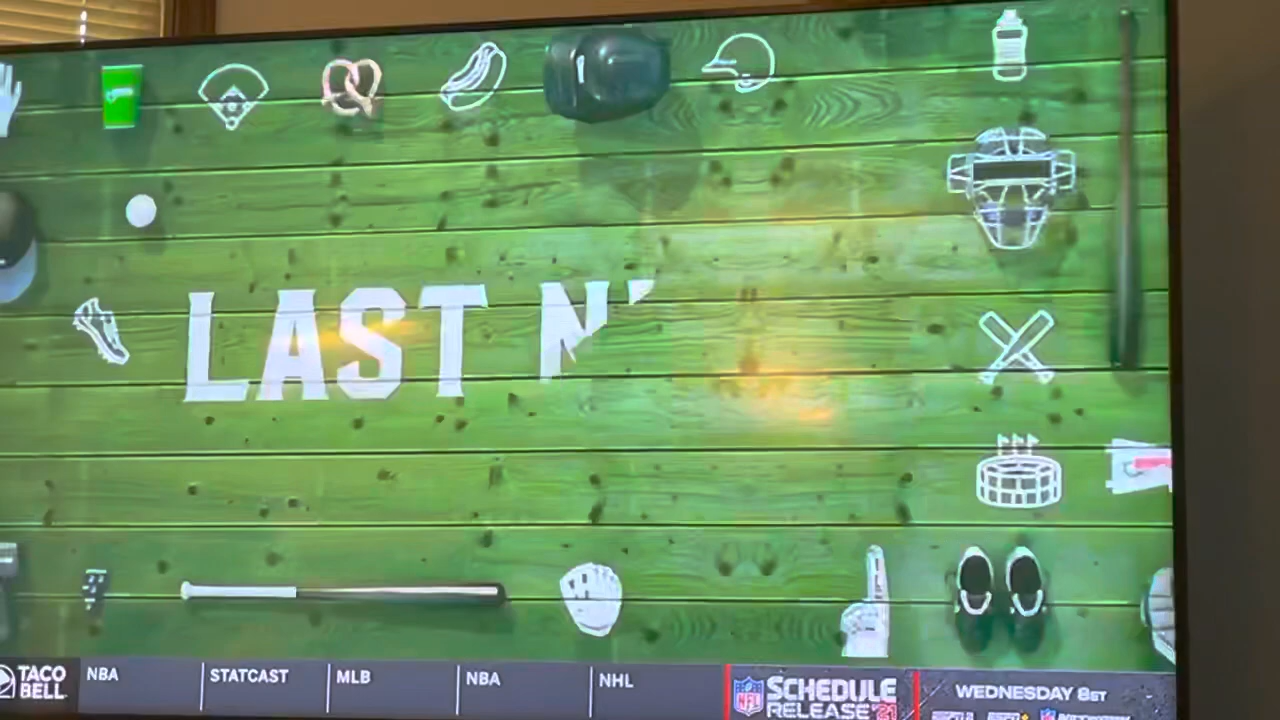 LAST N
TACO
BELL
NBA
STATCAST
MLB
NBA
NHL
NFL
SCHEDULE
RELEASE '21
WEDNESDAY 8ET